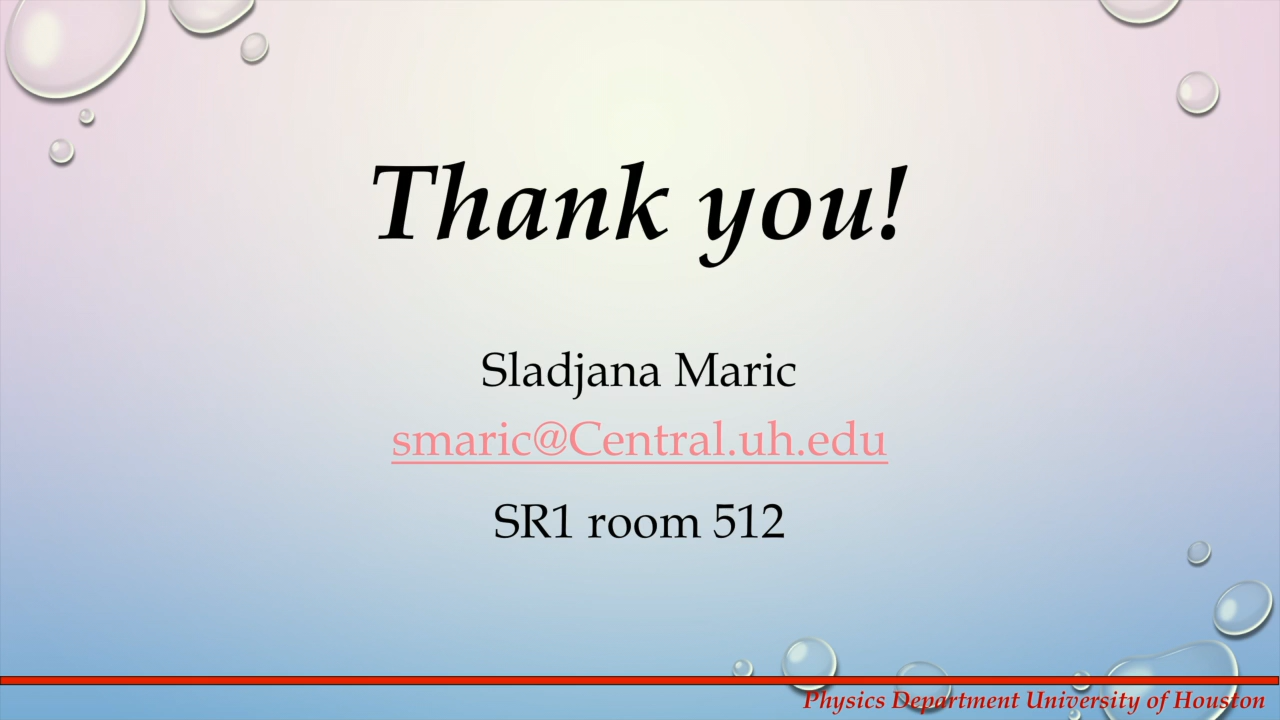 Thank you!
Sladjana Maric
smaric@Central.uh.edu
SR1 room 512
Physics Department University of Houston